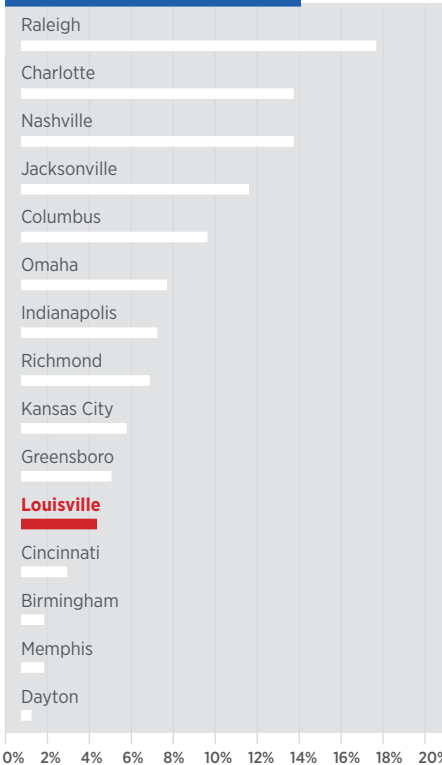 Raleigh
Charlotte
Nashville
Jacksonville
Columbus
Omaha
Indianapolis
Richmond
Kansas City
Greensboro
Louisville
Cincinnati
Birmingham
Memphis
Dayton
0% 2% 4% 6% 8% 10% 12% 14% 16% 18% 20%